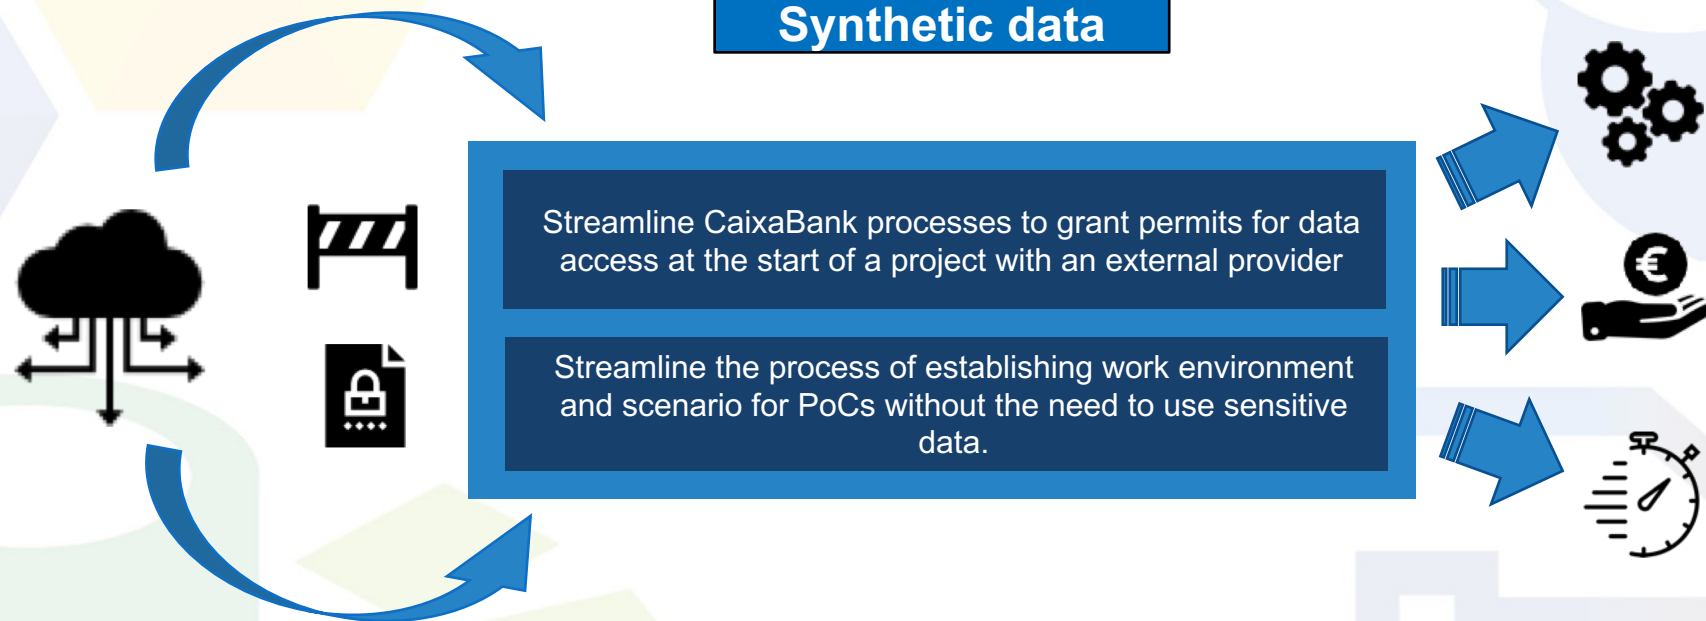 Synthetic data
Streamline CaixaBank processes to grant permits for data
access at the start of a project with an external provider
Streamline the process of establishing work environment
and scenario for PoCs without the need to use sensitive
data.
€